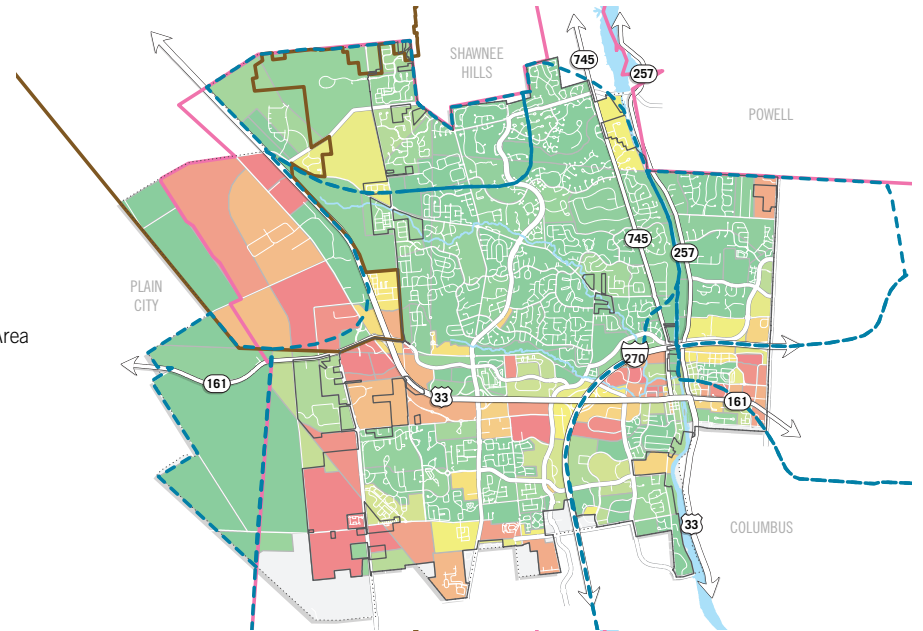 SHAWNEE
HILLS
745
257
POWELL
745
257
PLAIN
CITY
Area
270
161
33
161
33
COLUMBUS